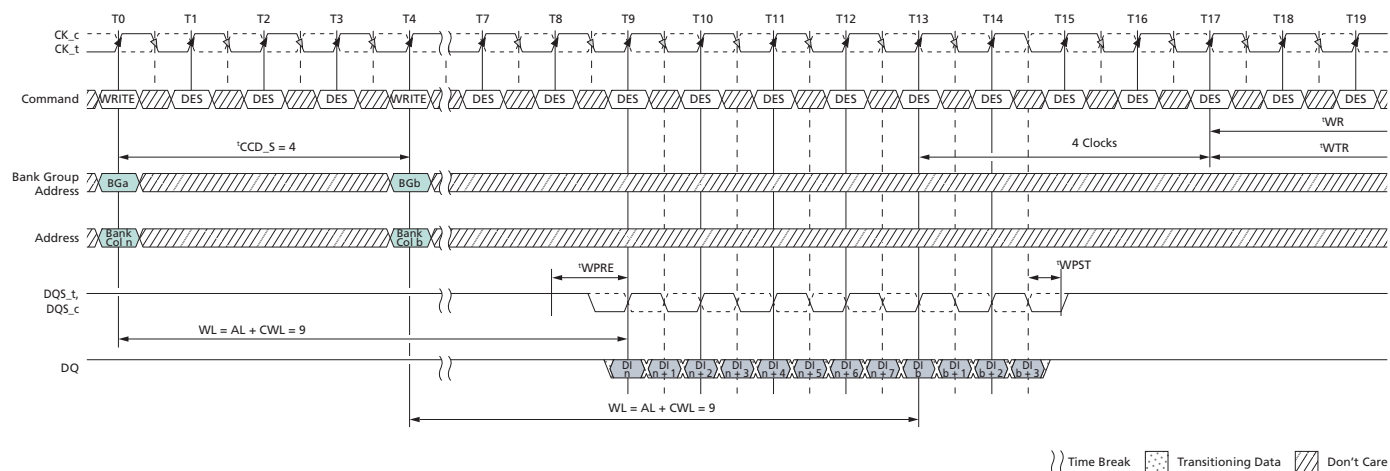 T0 T1 T2 T3 T4 T7 T8 T9 T10 T11 T12 T13 T14 T15 T16 T17 T18 T19
CK_c
CK_t
Command WRITE DES DES DES WRITE DES DES DES DES DES DES DES DES DES DES DES DES DES
tWR
tCCD_S = 4 4 Clocks tWTR
Bank Group
Address BGa BGb
Address Bank
Col n Bank
Col b
tWPRE tWPST
DQS_t,
DQS_c
WL = AL + CWL = 9
DQ DI
n DI
n + 1 DI
n + 2 DI
n + 3 DI
n + 4 DI
n + 5 DI
n + 6 DI
n + 7 DI
b DI
b + 1 DI
b + 2 DI
b + 3
WL = AL + CWL = 9
Time Break Transitioning Data Don't Care